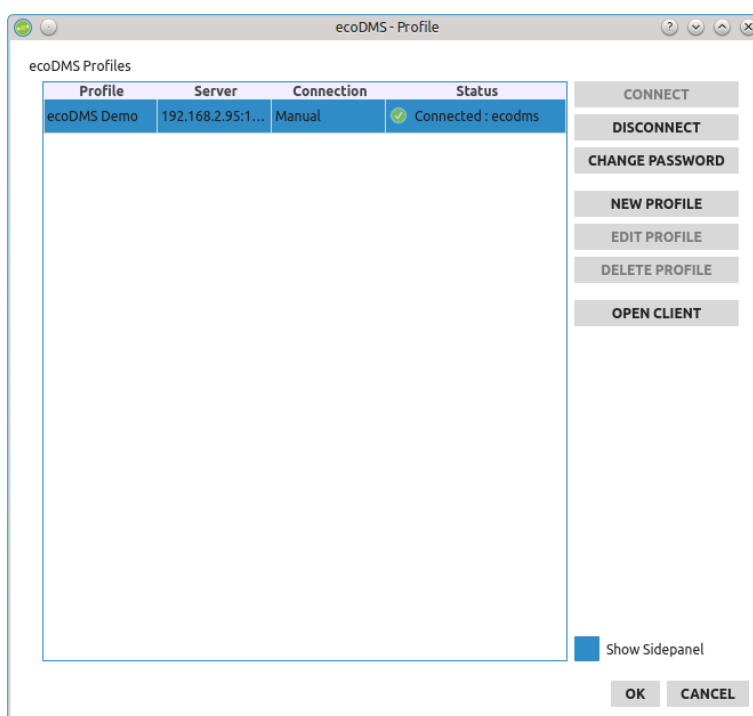 ecoDMS - Profile
ecoDMS Profiles
Profile Server Connection Status
ecoDMS Demo 192.168.2.95:1... Manual Connected : ecodms
CONNECT
DISCONNECT
CHANGE PASSWORD
NEW PROFILE
EDIT PROFILE
DELETE PROFILE
OPEN CLIENT
Show Sidepanel
OK CANCEL